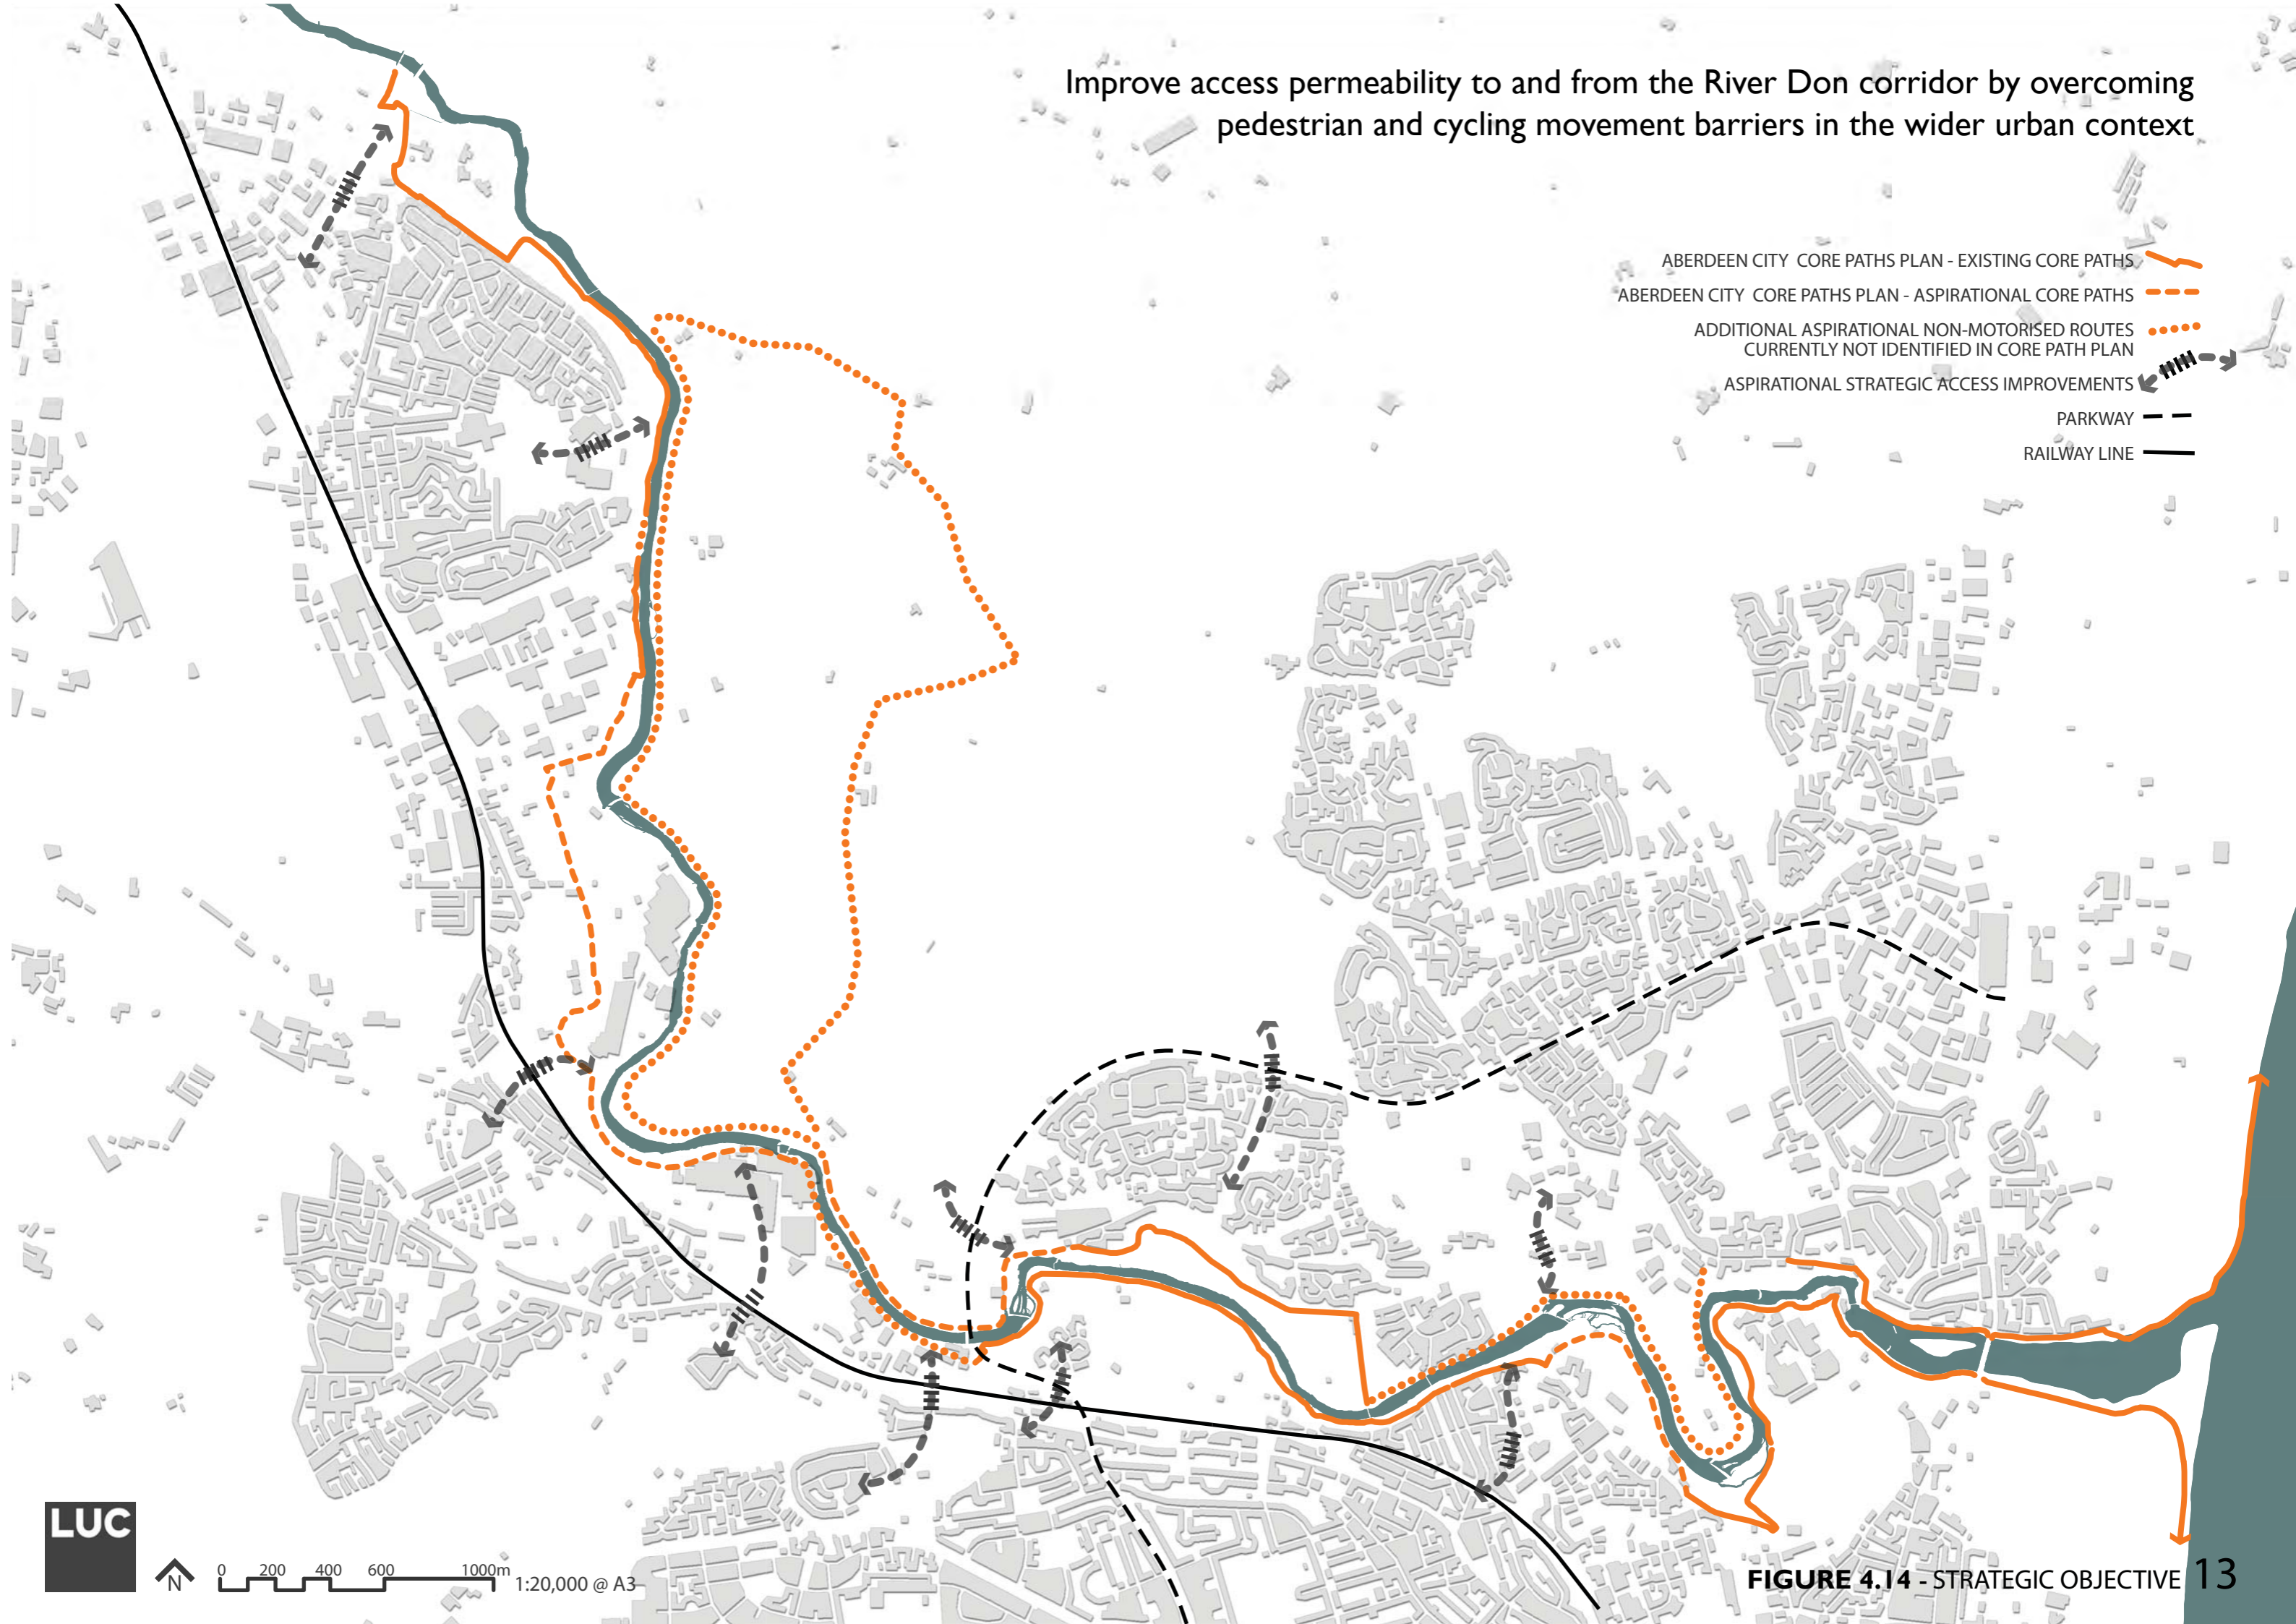 Improve access permeability to and from the River Don corridor by overcoming
pedestrian and cycling movement barriers in the wider urban context
ABERDEEN CITY CORE PATHS PLAN - EXISTING CORE PATHS
ABERDEEN CITY CORE PATHS PLAN - ASPIRATIONAL CORE PATHS
ADDITIONAL ASPIRATIONAL NON-MOTORISED ROUTES
CURRENTLY NOT IDENTIFIED IN CORE PATH PLAN
ASPIRATIONAL STRATEGIC ACCESS IMPROVEMENTS
PARKWAY
RAILWAY LINE
LUC
N
0 200 400 600 1000m
1:20,000 @ A3
FIGURE 4.14 - STRATEGIC OBJECTIVE 13